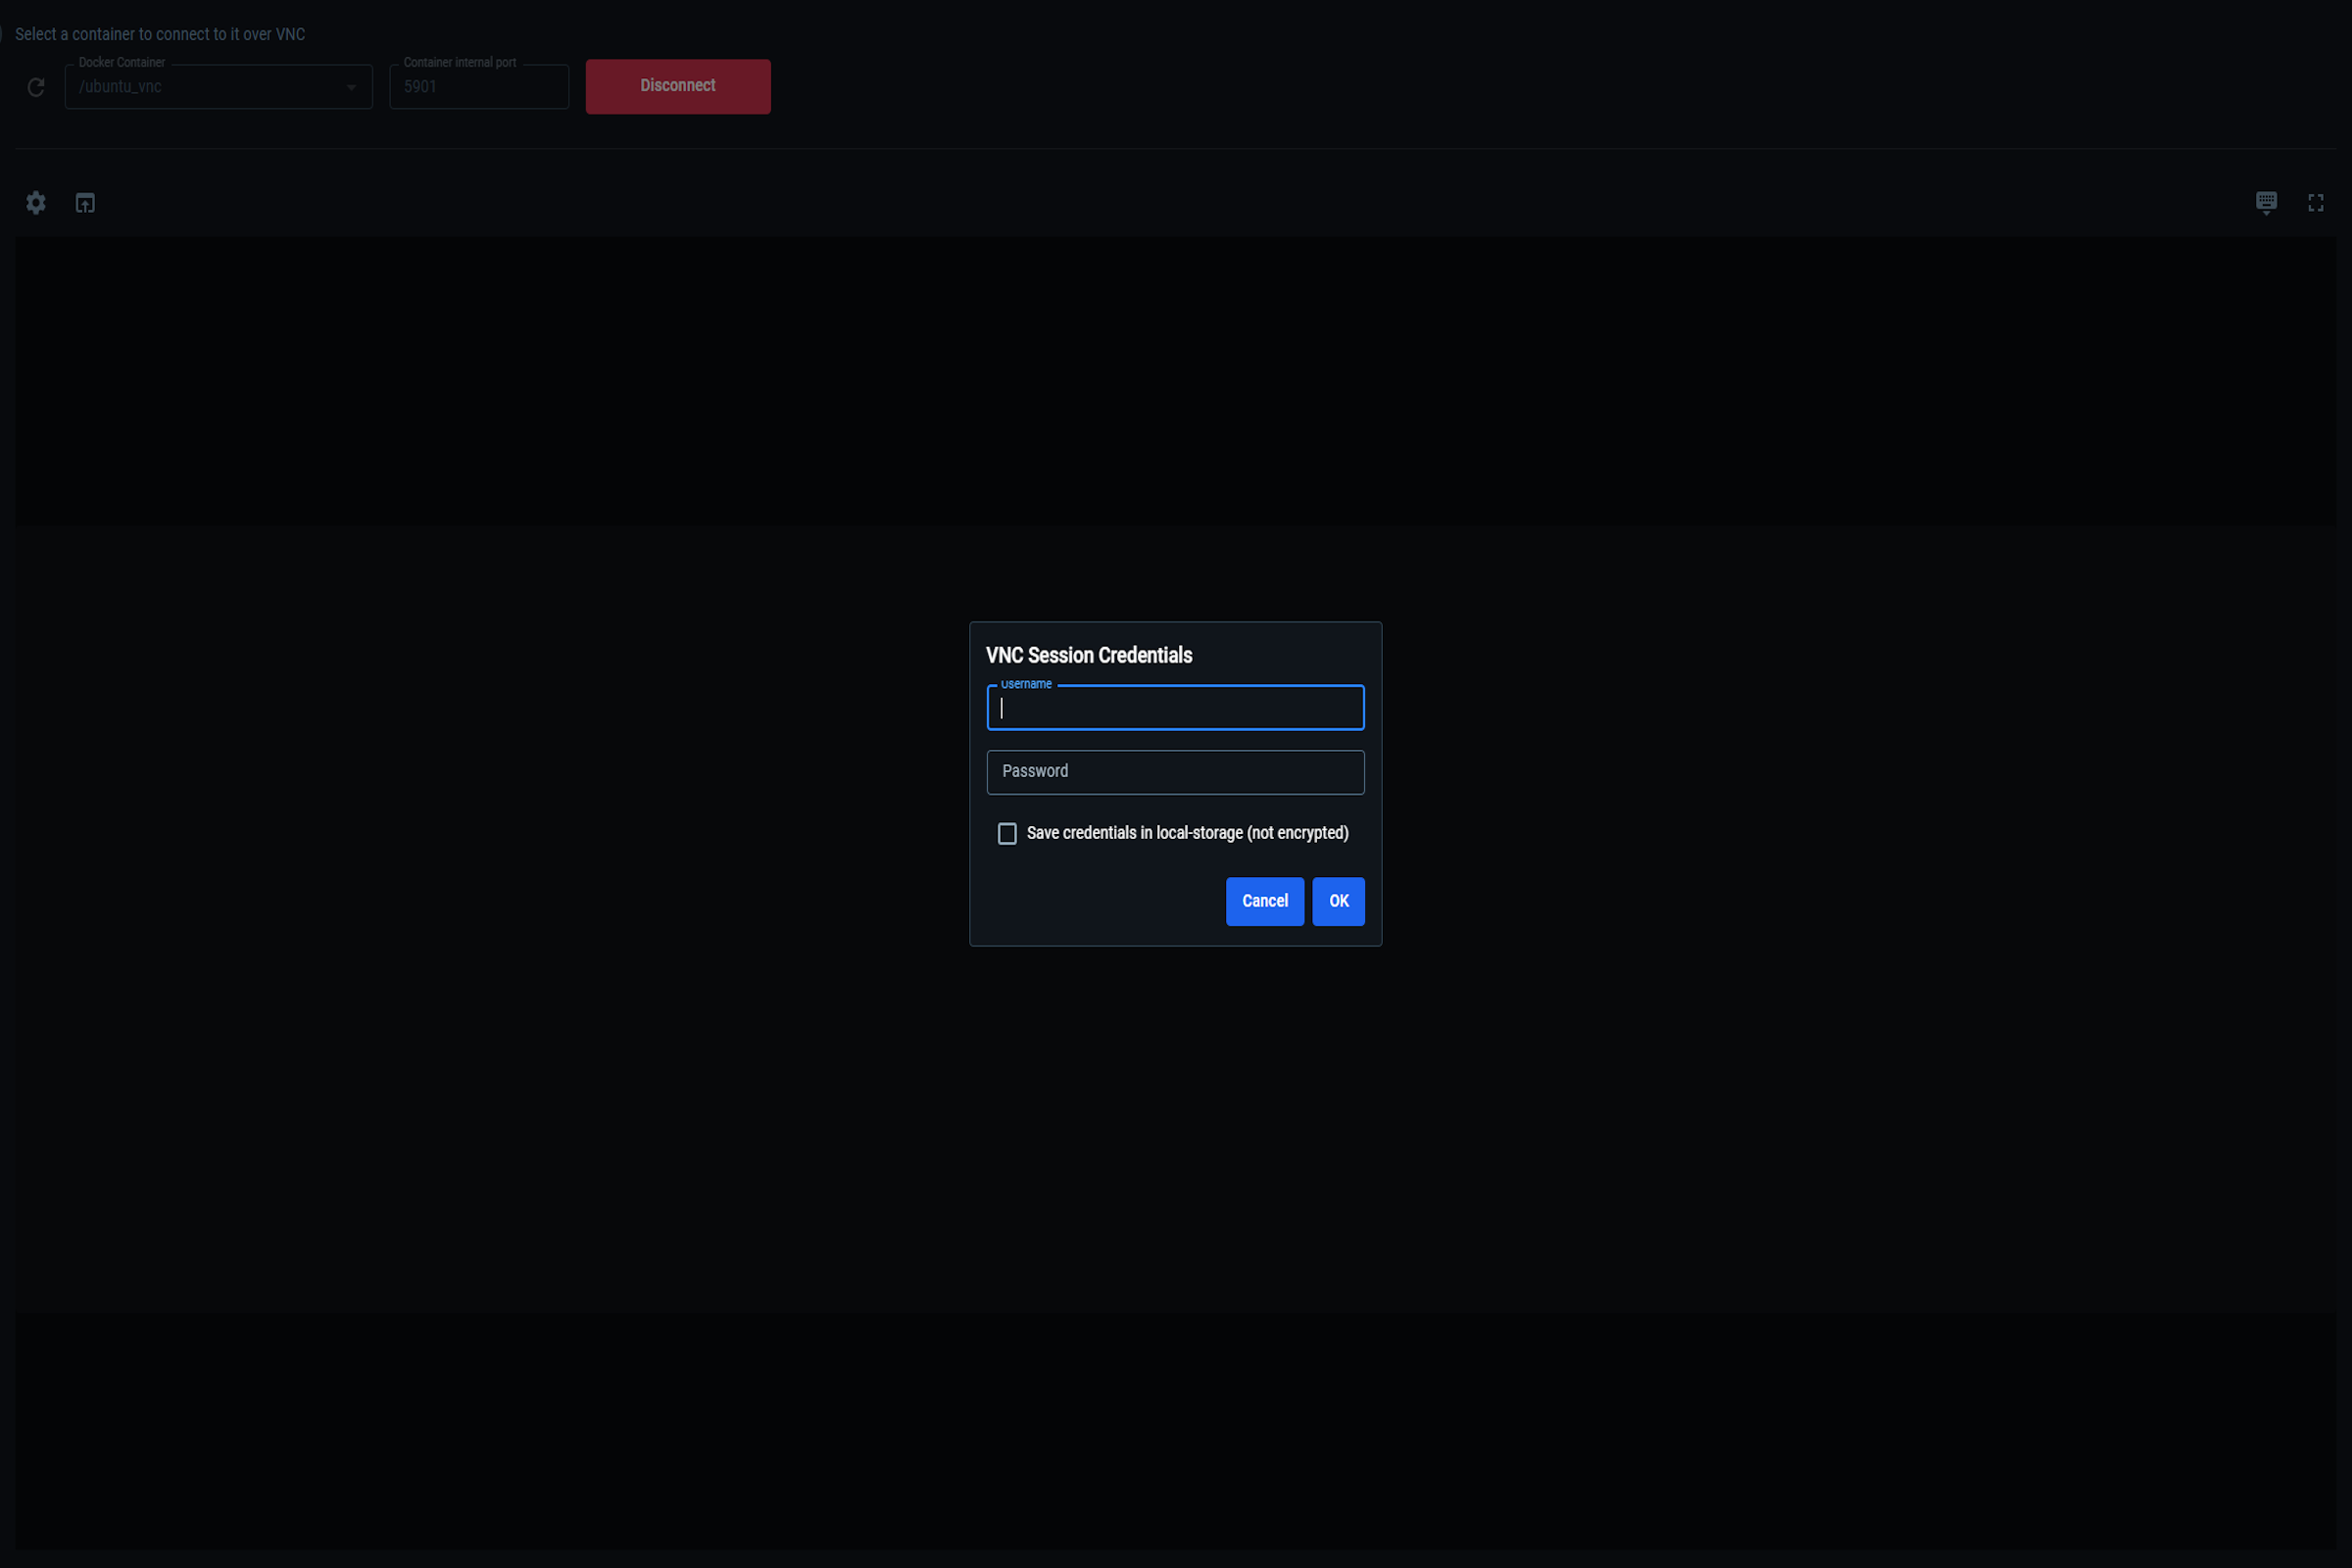 Select a container to connect to it over VNC
Docker Container
/ubuntu_vnc
Container internal port
5901
Disconnect
VNC Session Credentials
Username
Password
Save credentials in local-storage (not encrypted)
Cancel
OK